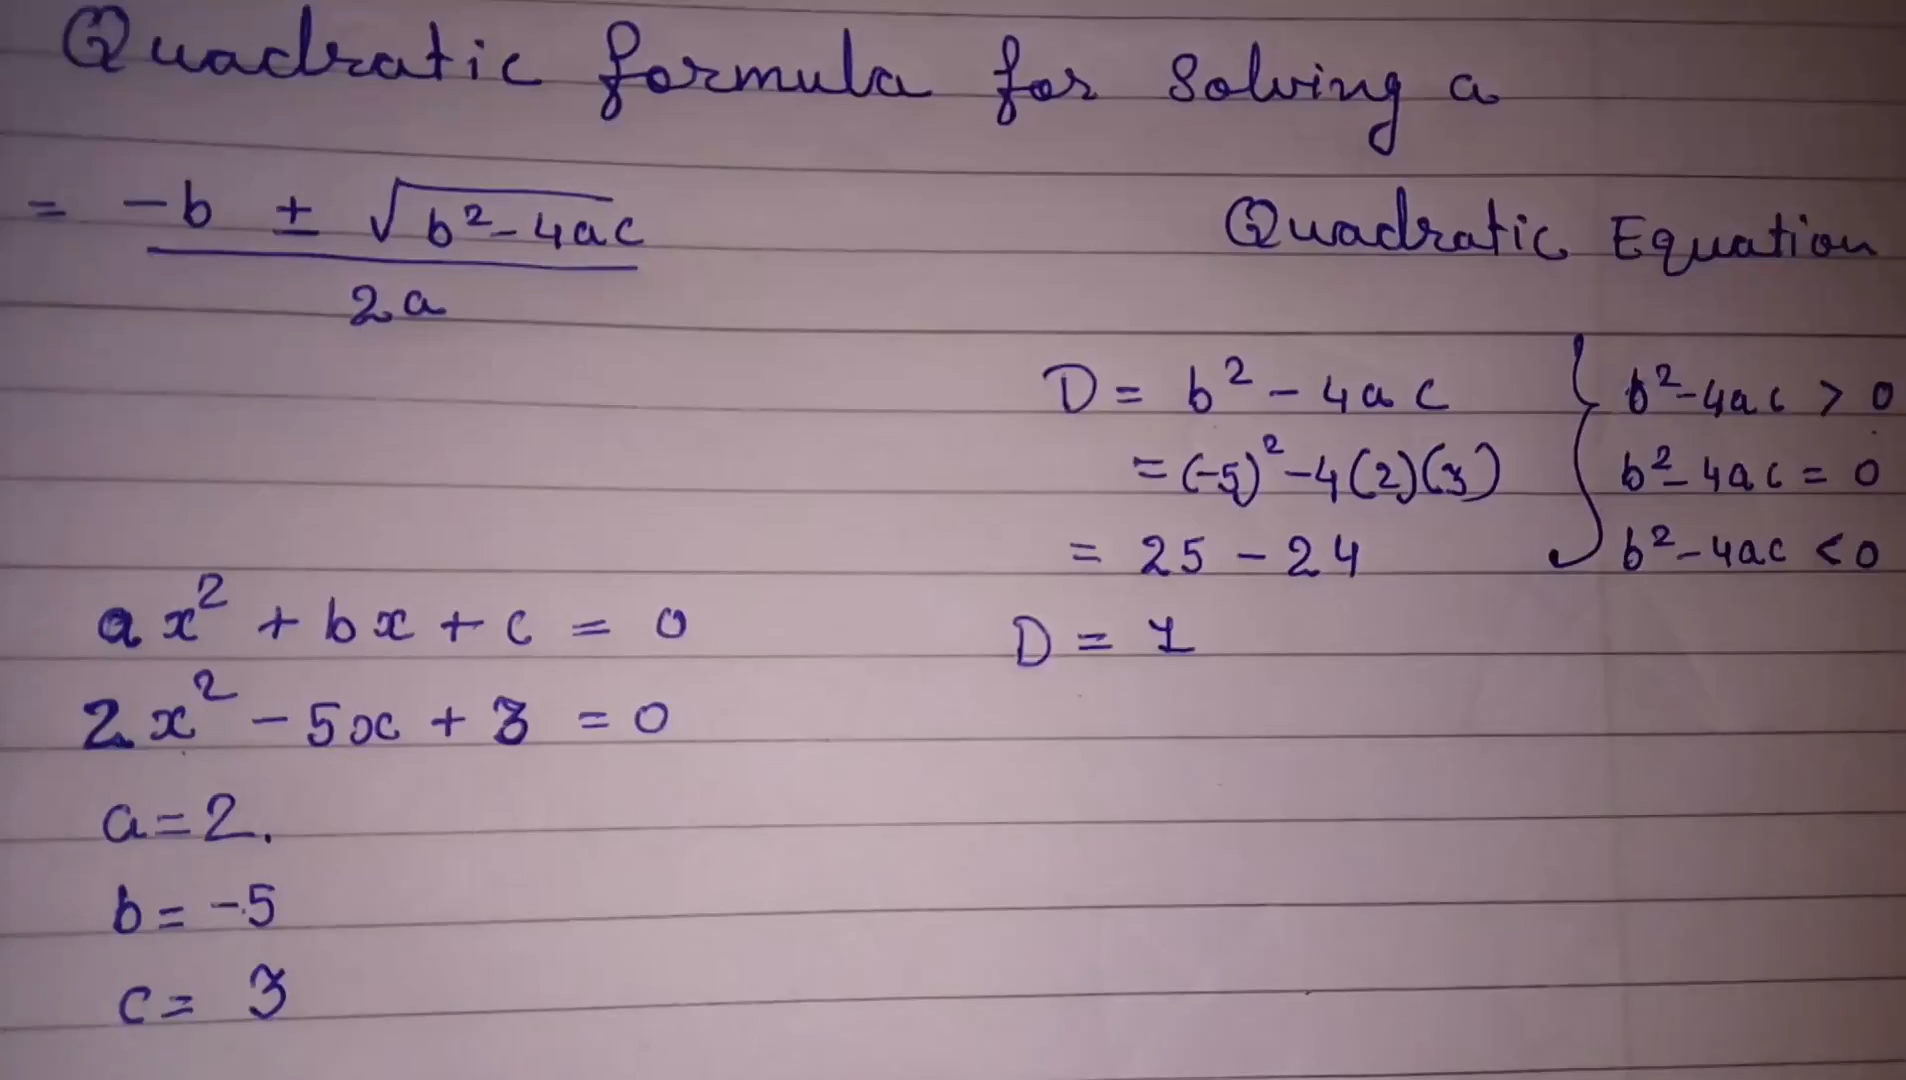 Quadratic formula for solving a
Quadratic Equation
= -b ± √b²-4ac
2a
D = b² - 4ac
= (-5)² - 4(2)(3)
= 25 - 24
D = 1
{ b²-4ac > 0
b²-4ac = 0
b²-4ac < 0
ax² + bx + c = 0
2x² - 5x + 3 = 0
a = 2.
b = -5
c = 3